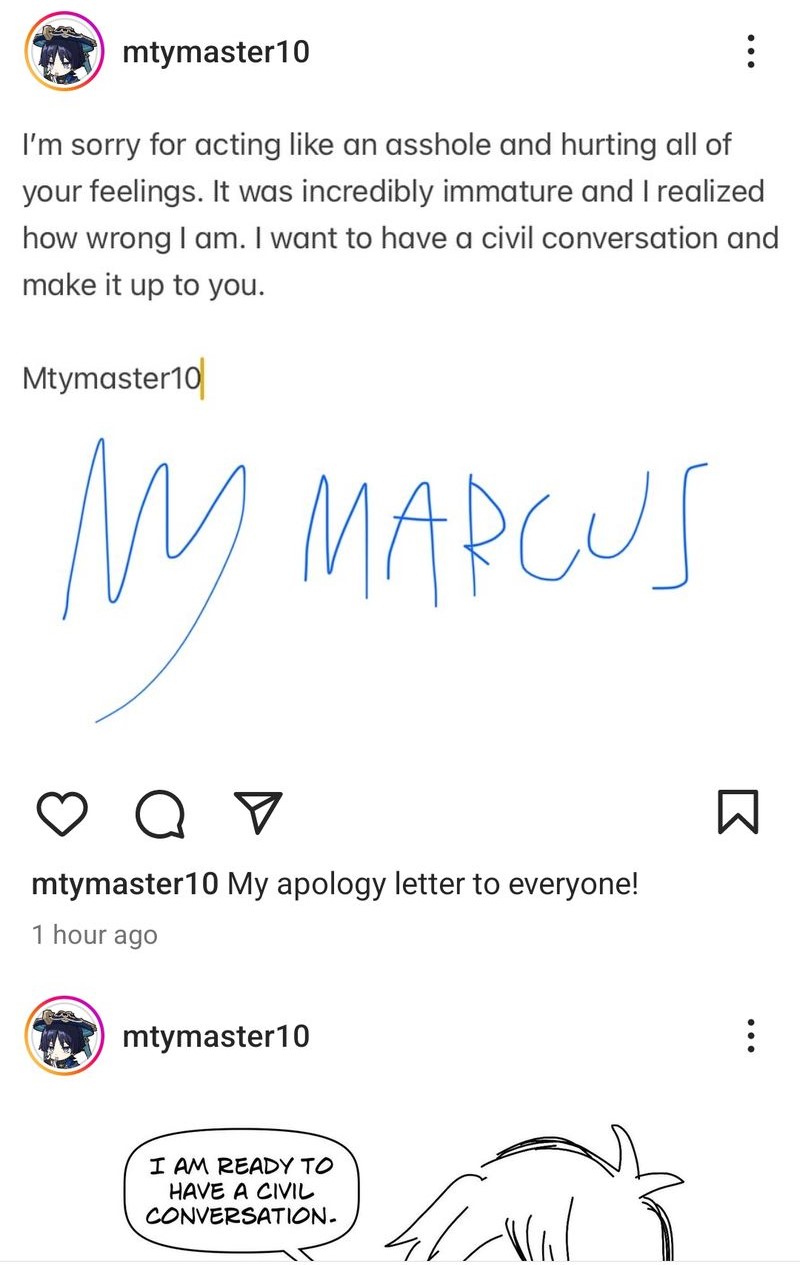 mtymaster10
I'm sorry for acting like an asshole and hurting all of
your feelings. It was incredibly immature and I realized
how wrong I am. I want to have a civil conversation and
make it up to you.
Mtymaster10
MARCUS
mtymaster10 My apology letter to everyone!
1 hour ago
mtymaster10
I AM READY TO
HAVE A CIVIL
CONVERSATION.